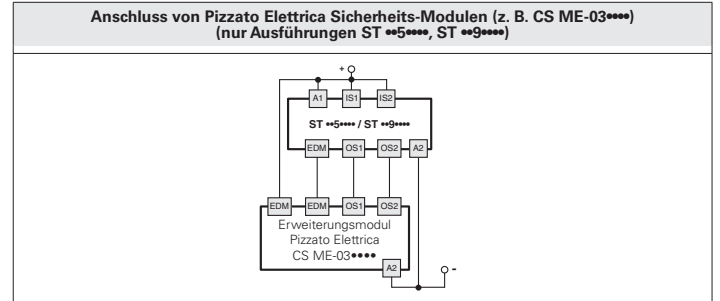 Anschluss von Pizzato Elettrica Sicherheits-Modulen (z. B. CS ME-03••••)
(nur Ausführungen ST ••5••••, ST ••9••••)
+
A1 IS1 IS2
ST ••5•••• / ST ••9••••
EDM OS1 OS2 A2
EDM EDM OS1 OS2
Erweiterungsmodul
Pizzato Elettrica
CS ME-03••••
A2
-